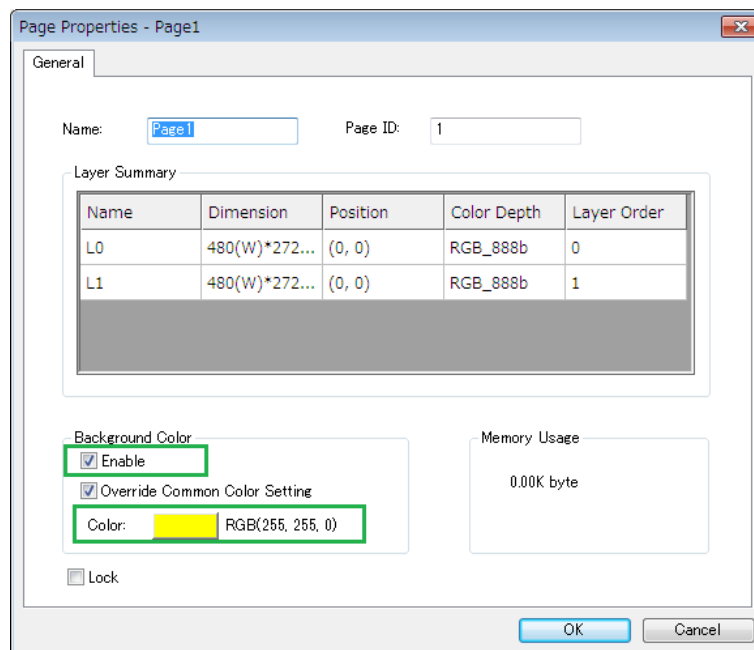 Page Properties - Page1
General
Name: Page1 Page ID: 1
Layer Summary
Name Dimension Position Color Depth Layer Order
L0 480(W)*272... (0, 0) RGB_888b 0
L1 480(W)*272... (0, 0) RGB_888b 1
Background Color Memory Usage
Enable
0.00K byte
Override Common Color Setting
Color: RGB(255, 255, 0)
Lock
OK Cancel